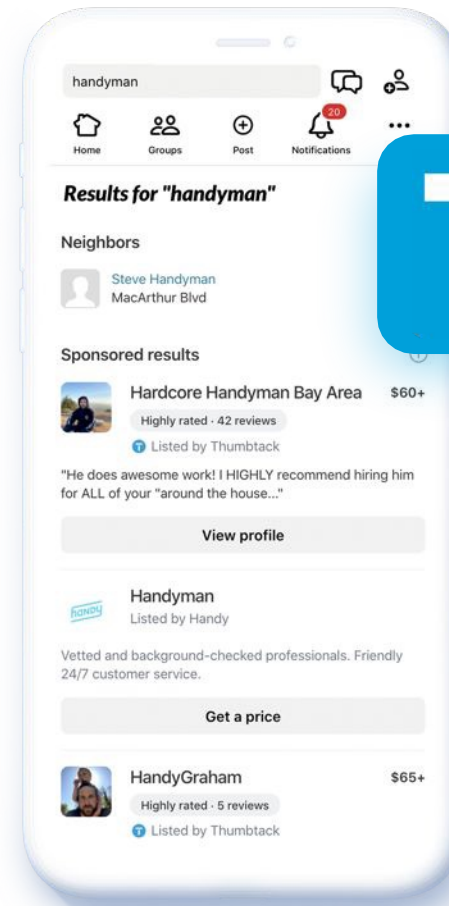 handyman
20
Home Groups Post Notifications
Results for "handyman"
Neighbors
Steve Handyman
MacArthur Blvd
Sponsored results
Hardcore Handyman Bay Area $60+
Highly rated · 42 reviews
T Listed by Thumbtack
"He does awesome work! I HIGHLY recommend hiring him
for ALL of your "around the house..."
View profile
HANDY
Handyman
Listed by Handy
Vetted and background-checked professionals. Friendly
24/7 customer service.
Get a price
HandyGraham $65+
Highly rated · 5 reviews
T Listed by Thumbtack